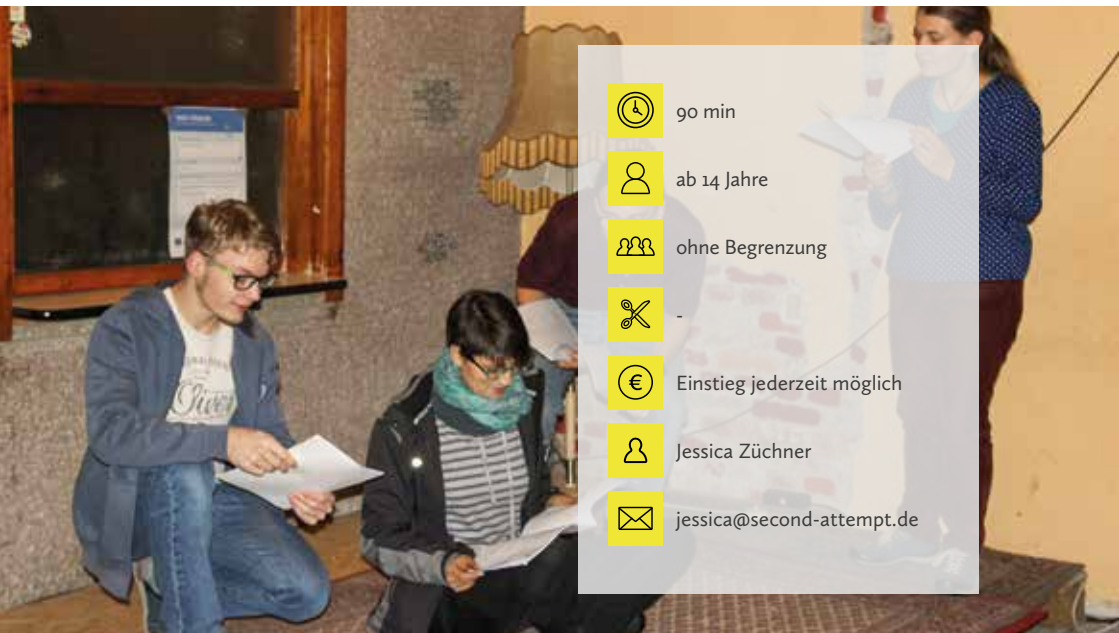 90 min
ab 14 Jahre
ohne Begrenzung
-
€ Einstieg jederzeit möglich
Jessica Züchner
jessica@second-attempt.de